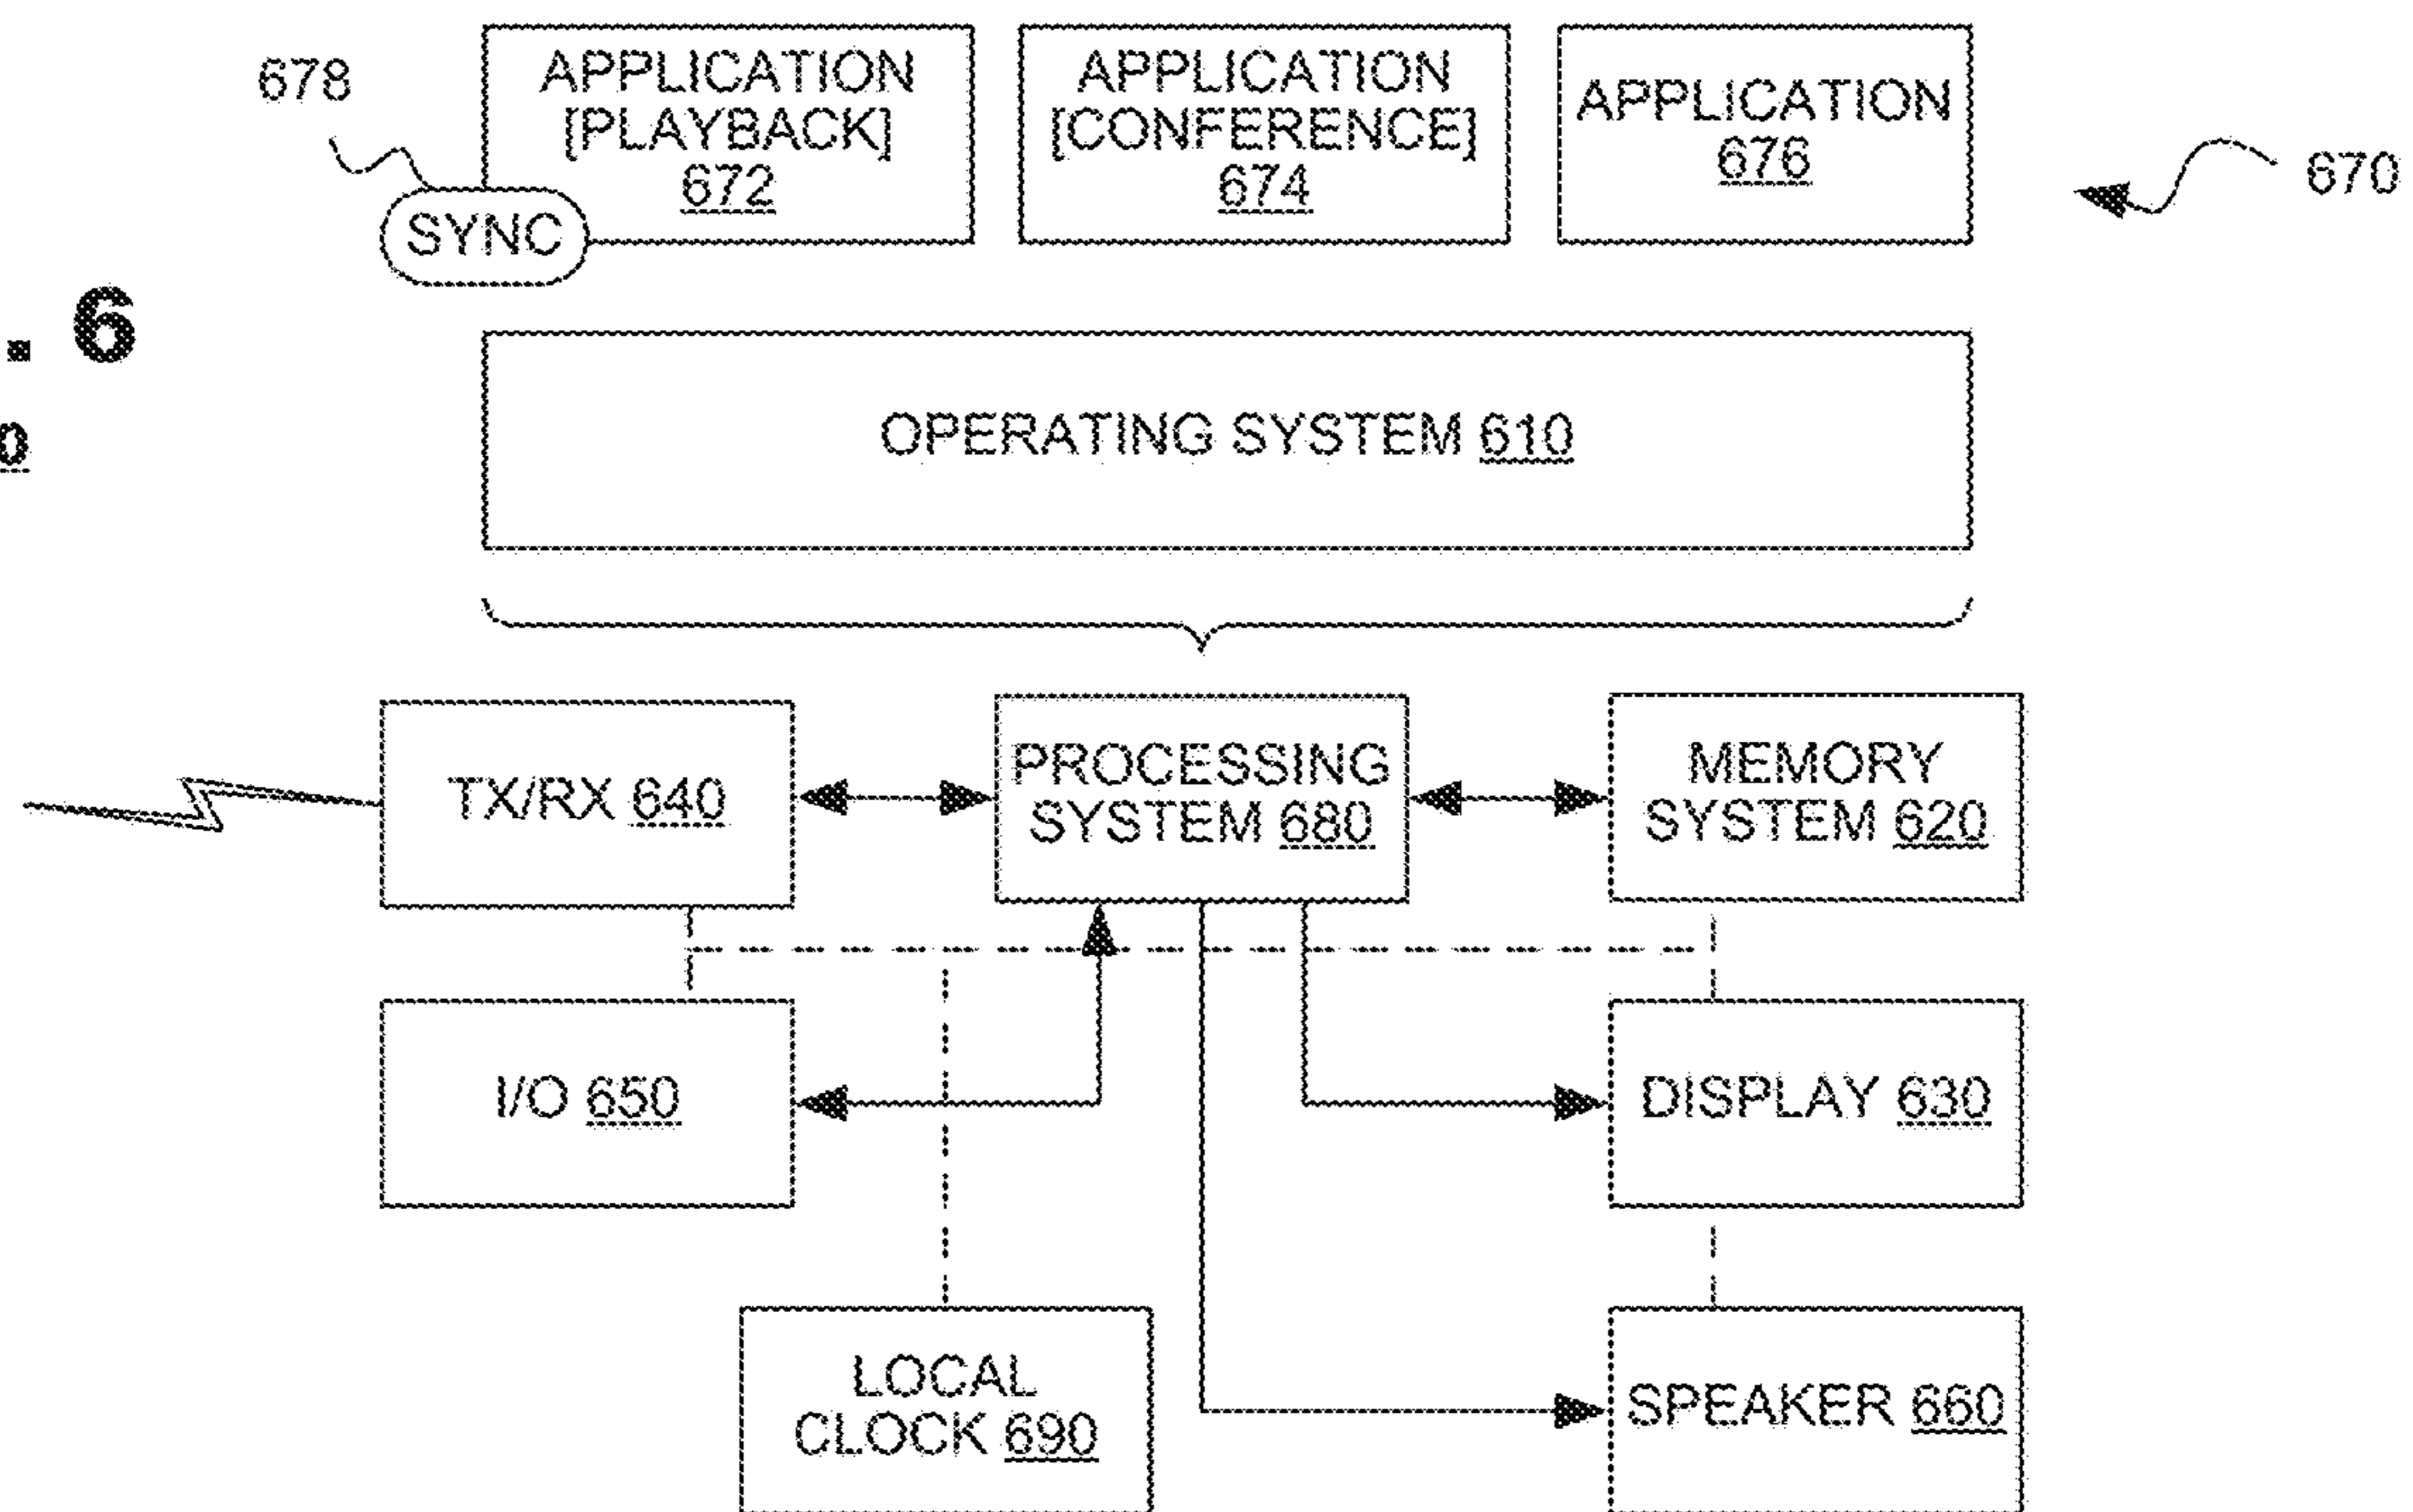 678
APPLICATION
[PLAYBACK]
672
APPLICATION
[CONFERENCE]
674
APPLICATION
676
670
SYNC
. 6
0
OPERATING SYSTEM 610
TX/RX 640
PROCESSING
SYSTEM 680
MEMORY
SYSTEM 620
I/O 650
DISPLAY 630
LOCAL
CLOCK 690
SPEAKER 660